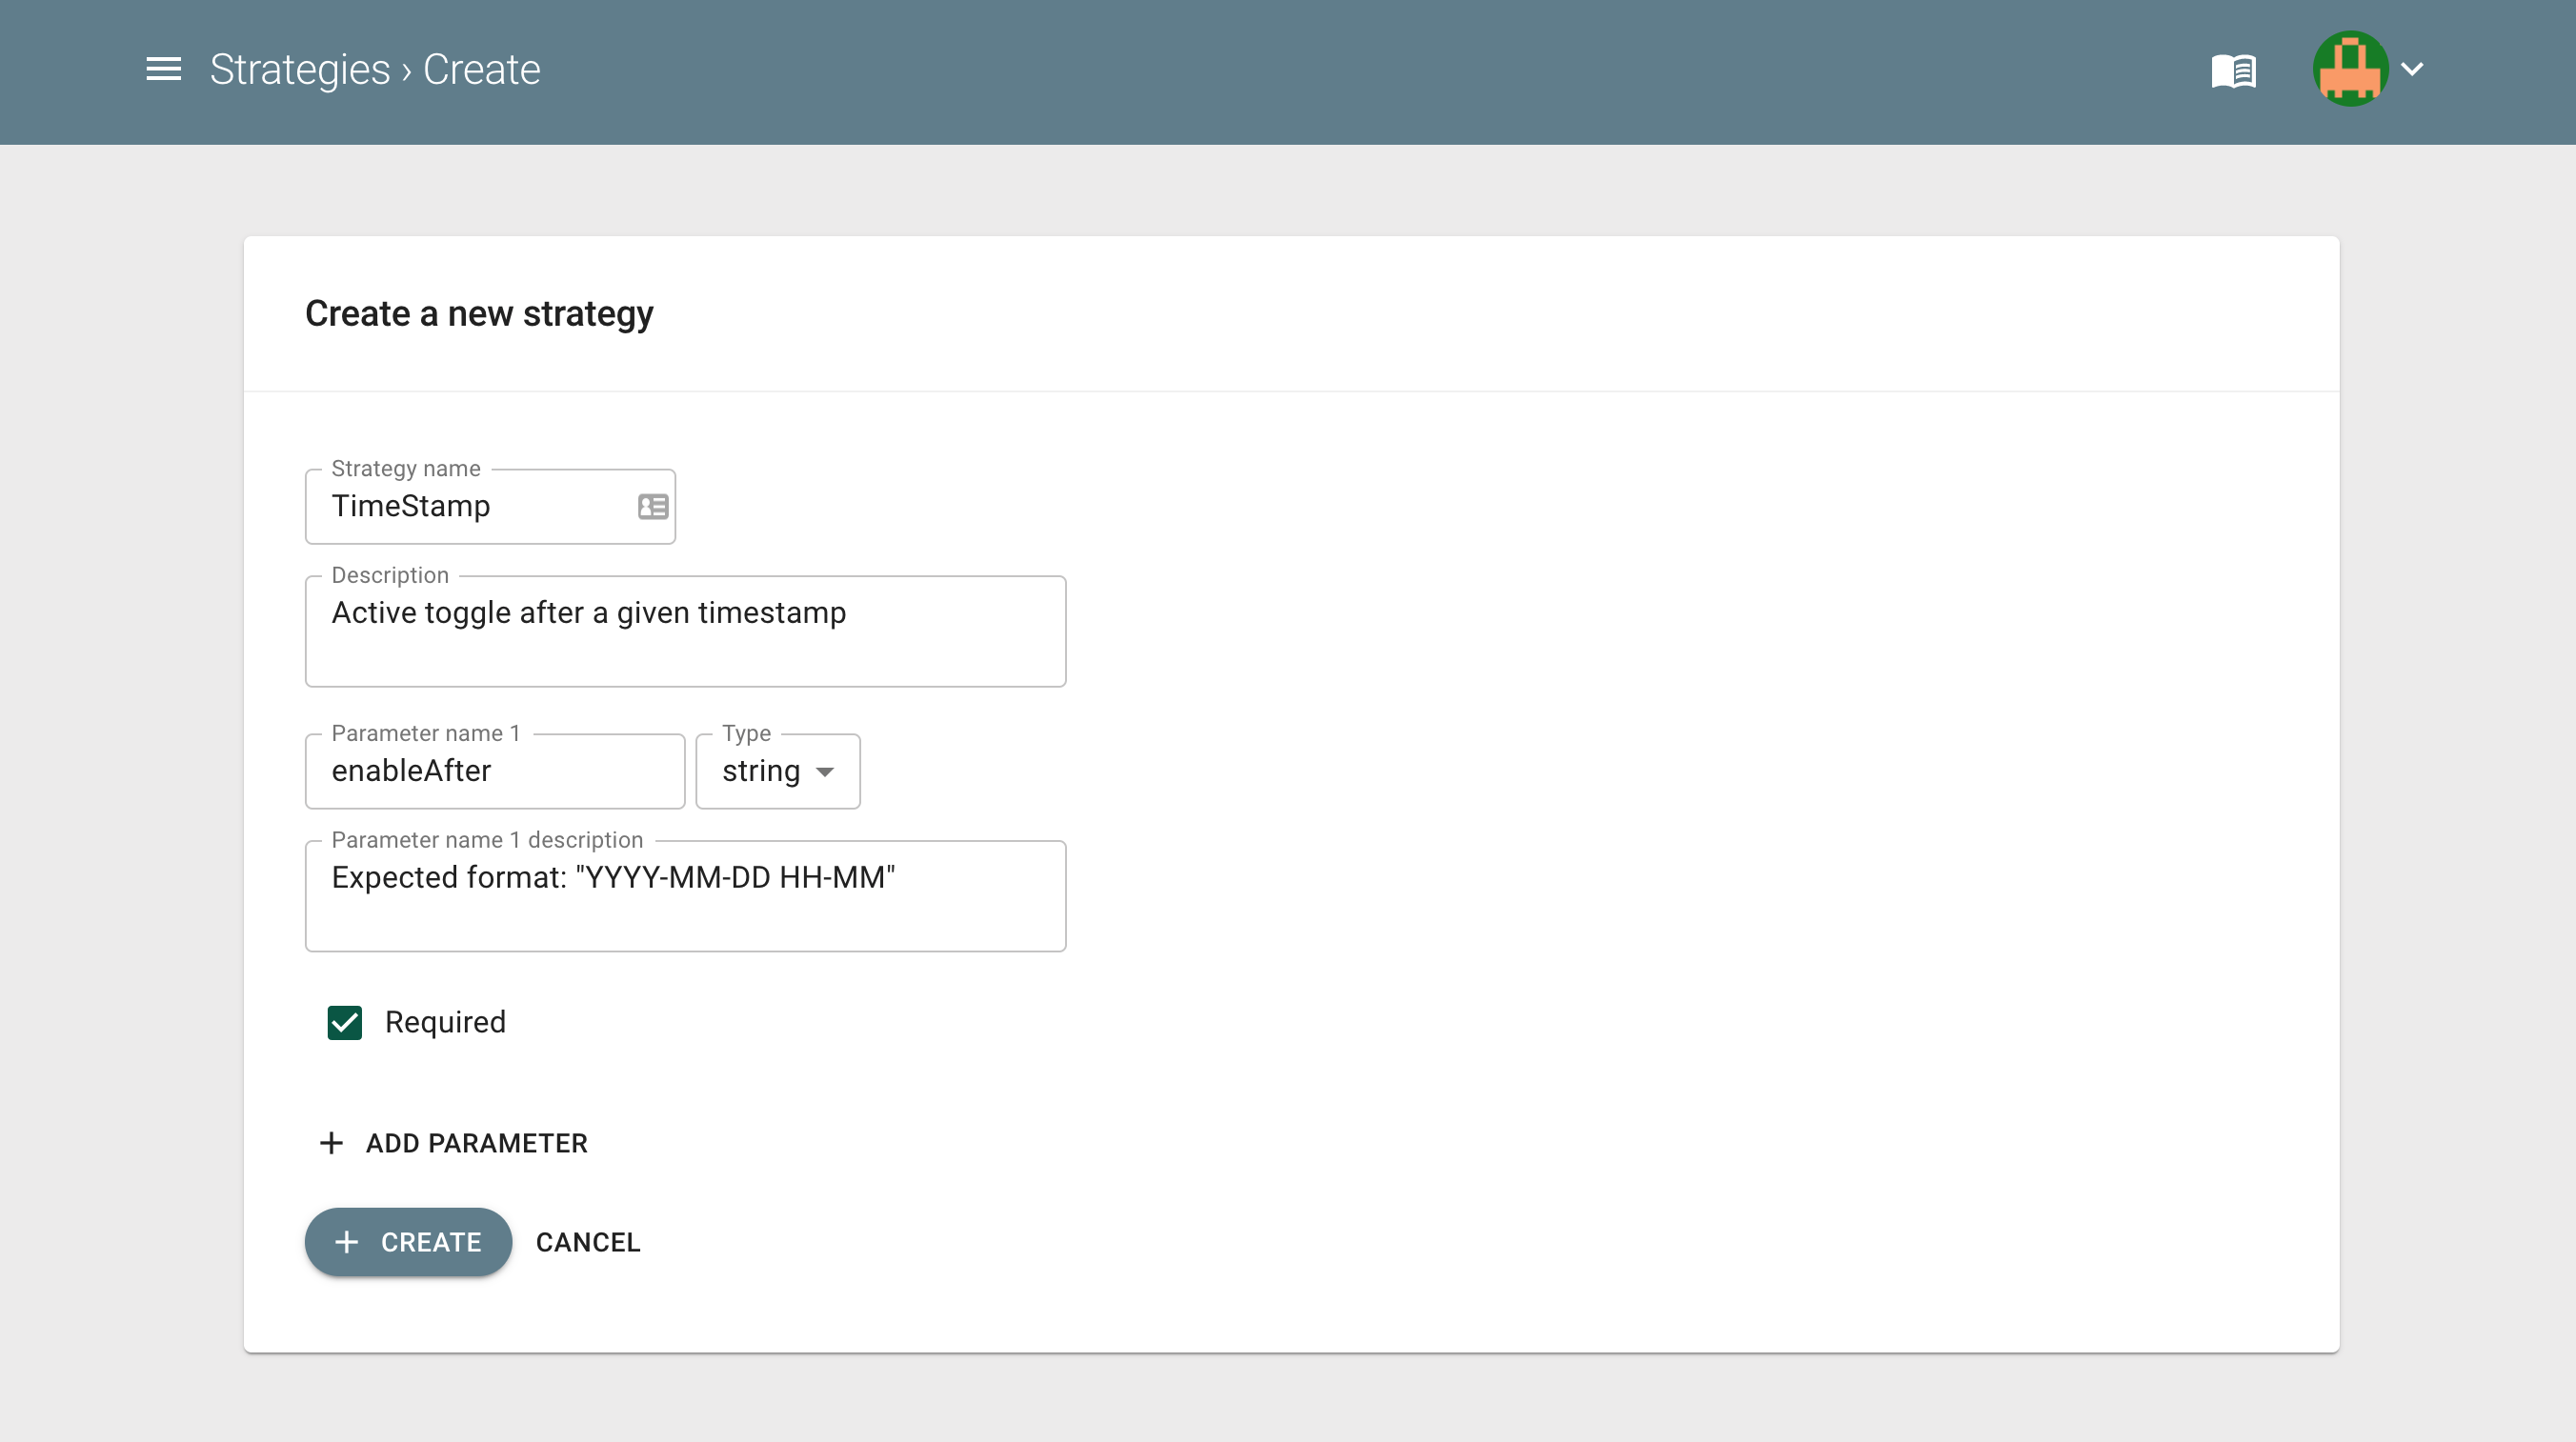 Strategies › Create
Create a new strategy
Strategy name
TimeStamp
Description
Active toggle after a given timestamp
Parameter name 1
Type
enableAfter
string
Parameter name 1 description
Expected format: "YYYY-MM-DD HH-MM"
Required
ADD PARAMETER
CREATE
CANCEL